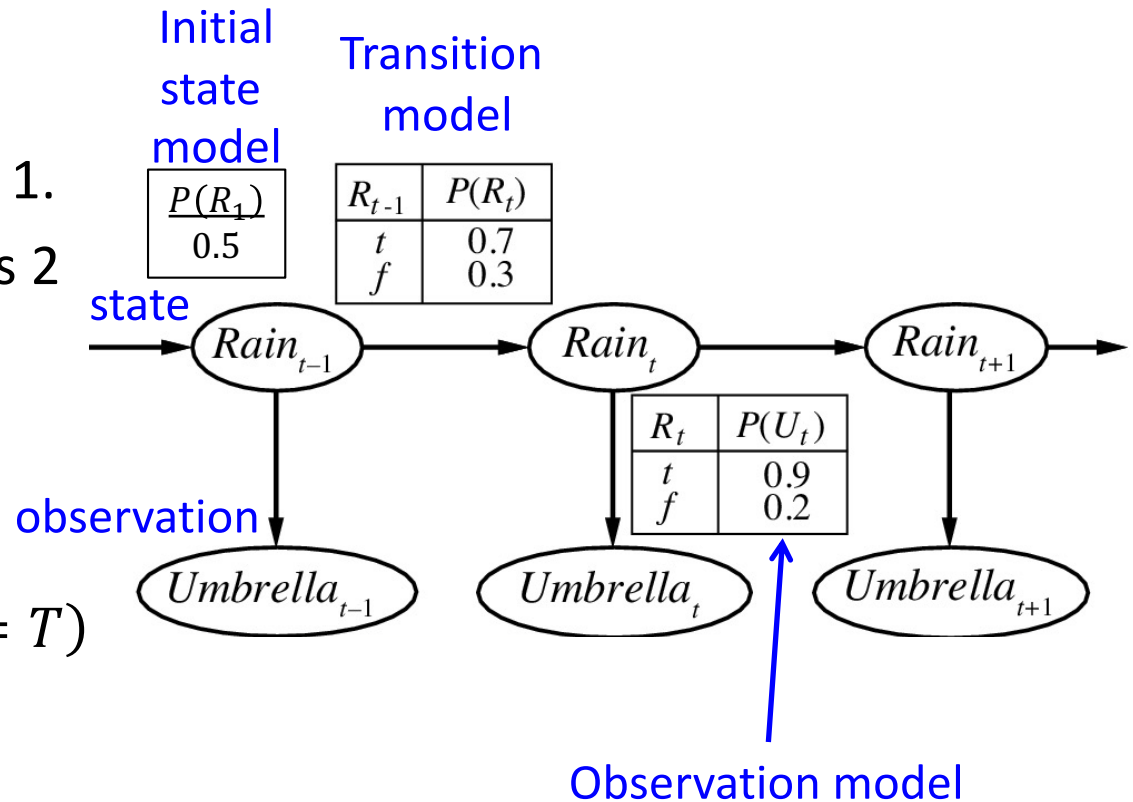 Initial
state
model
Transition
model
1.
s 2
P(R₁)
0.5
Rₜ₋₁ P(Rₜ)
t 0.7
f 0.3
state
Rainₜ₋₁
Rainₜ
Rainₜ₊₁
Rₜ P(Uₜ)
t 0.9
f 0.2
observation
Umbrellaₜ₋₁
Umbrellaₜ
Umbrellaₜ₊₁
= T)
Observation model